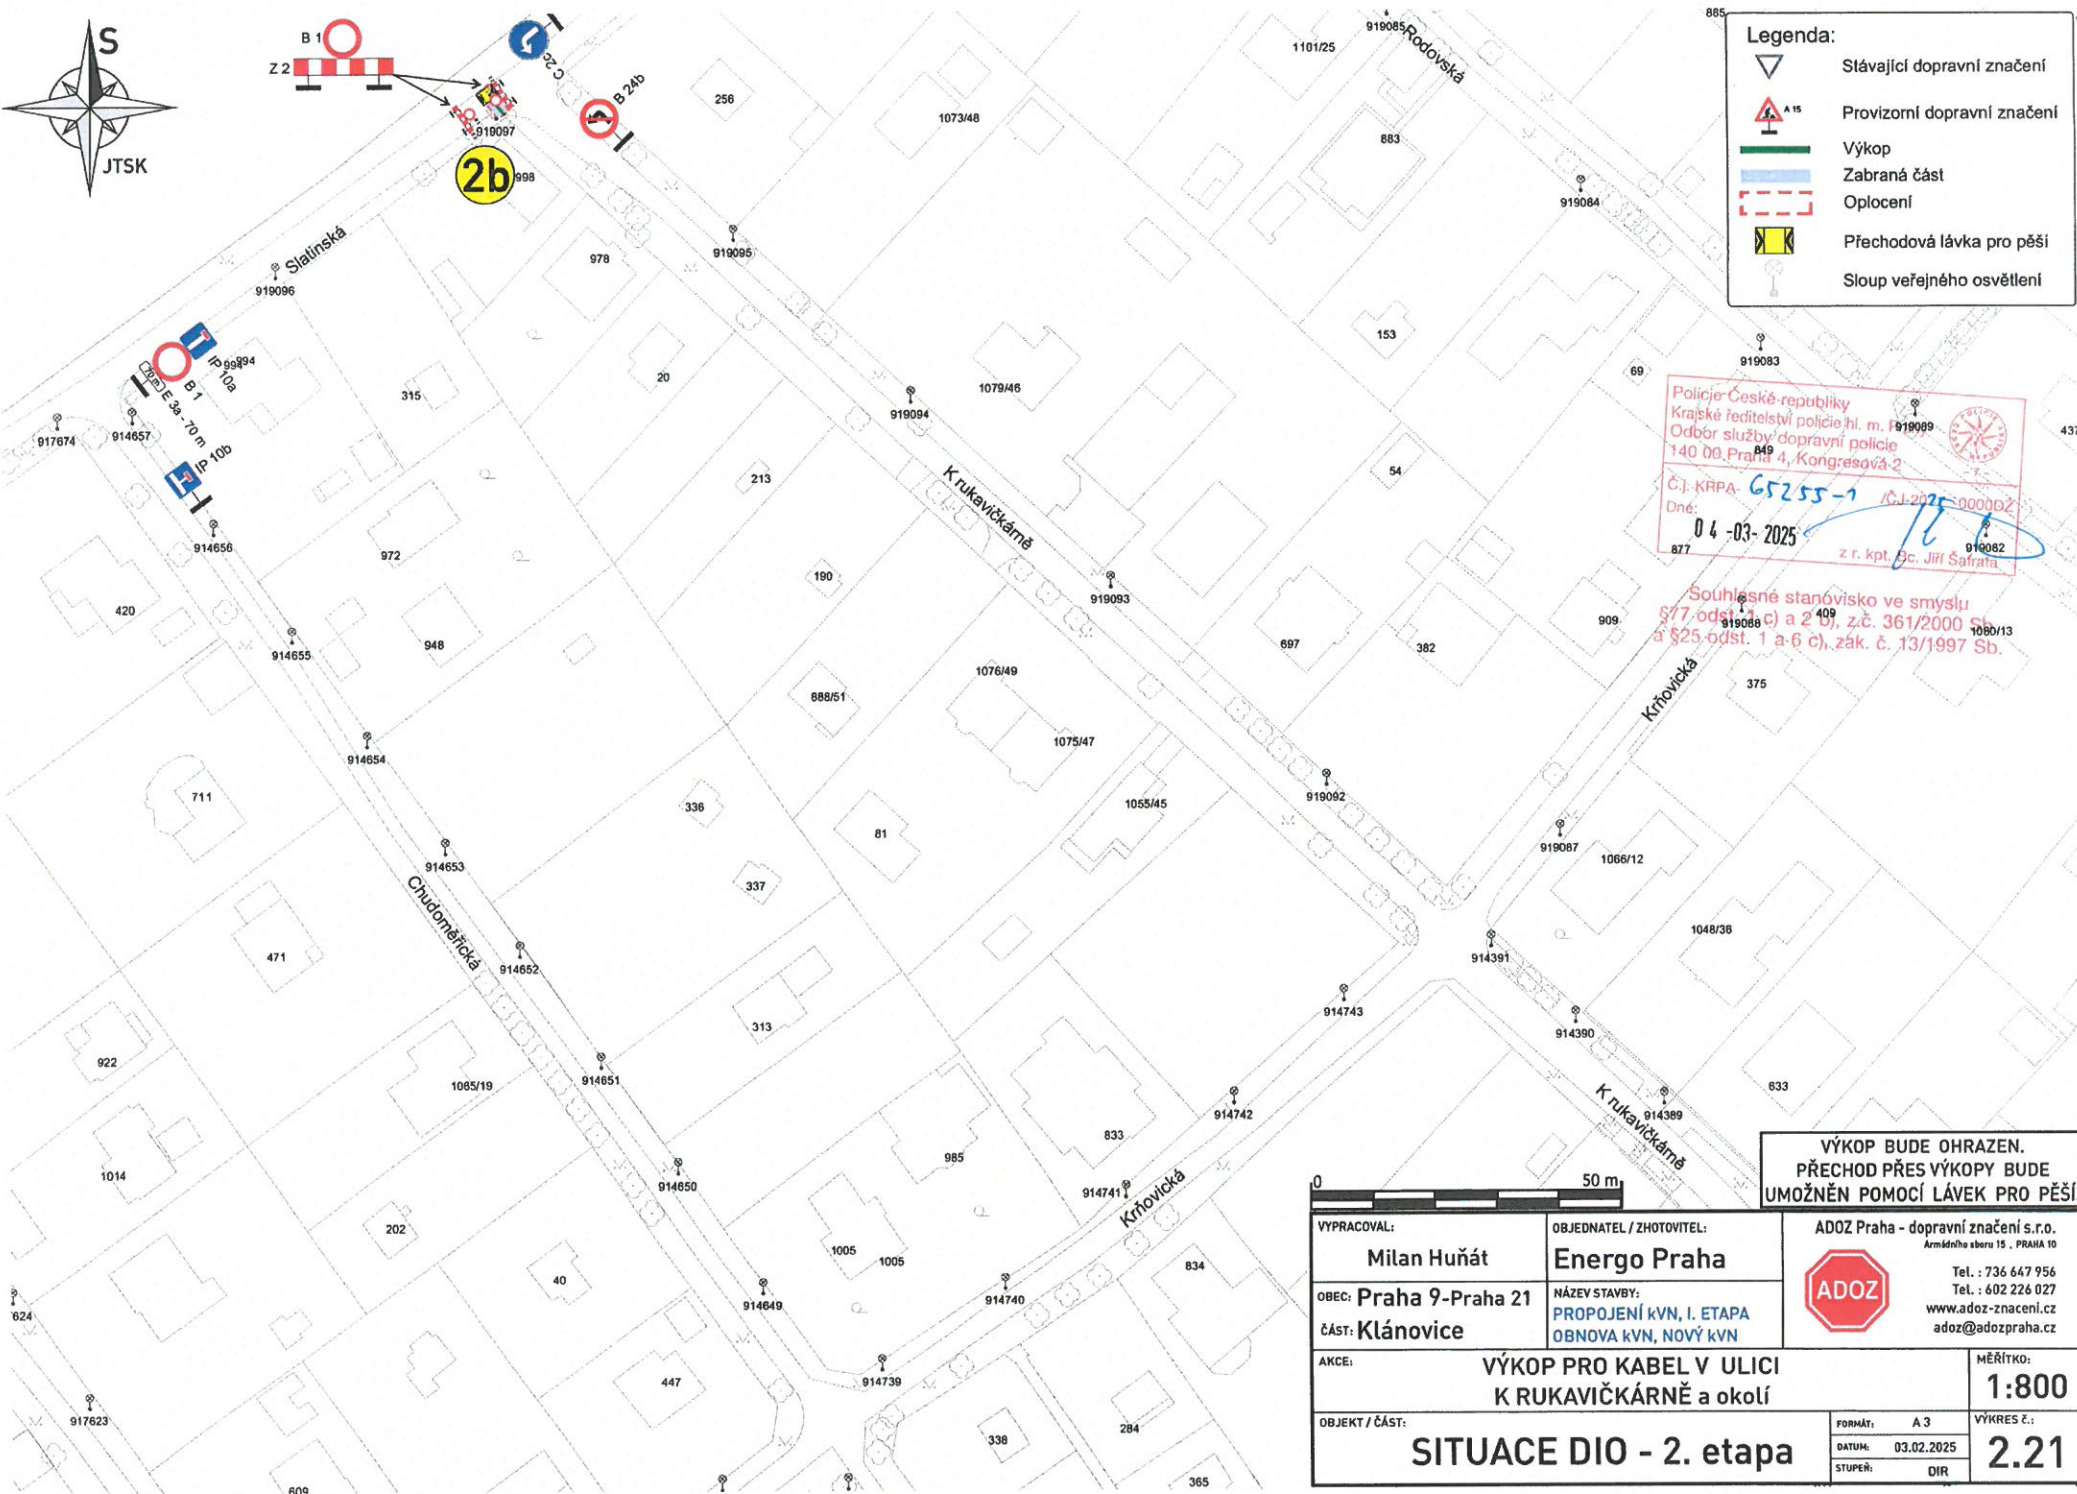 S
JTSK
B 1
Z 2
C 2c
B 24b
2b
919097
998
256
1101/25
919085
Rodovská
885
1073/48
883
919084
Legenda:
Stávající dopravní značení
A 15
Provizorní dopravní značení
Výkop
Zabraná část
Oplocení
Přechodová lávka pro pěší
Sloup veřejného osvětlení
Slatinská
919096
978
919095
153
919083
69
20
315
1079/46
919094
994
IP 10a
B 1
70 m
E 3a - 70 m
IP 10b
917674
914657
914656
213
K rukavičkárně
54
Policie České republiky
Krajské ředitelství policie hl. m.
Odbor služby dopravní policie
140 00 Praha 4, Kongresová 2
849
919089
437
Č.j. KRPA- 65255-1 /ČJ-2025-0000DŽ
Dne:
04 -03- 2025
877
919082
z r. kpt. Bc. Jiří
Souhlasné stanovisko ve smyslu
§77 odst. 1 c) a 2 b), z.č. 361/2000 Sb.
a §25 odst. 1 a 6 c), zák. č. 13/1997 Sb.
919088
409
1060/13
972
190
919093
420
948
914655
697
382
909
688/51
1076/49
1075/47
375
Krňovická
914654
711
336
81
1055/45
919092
919087
1066/12
914653
337
Chudoměřická
471
914652
1048/36
914391
313
914743
914390
922
1065/19
914651
914742
633
914389
K rukavičkárně
833
985
1014
914650
914741
Krňovická
202
1005
1005
834
40
914649
914740
624
914739
447
917623
338
284
365
609
VÝKOP BUDE OHRAZEN.
PŘECHOD PŘES VÝKOPY BUDE
UMOŽNĚN POMOCÍ LÁVEK PRO PĚŠÍ.
0 50 m
VYPRACOVAL:
Milan Huňát
OBJEDNATEL / ZHOTOVITEL:
Energo Praha
ADOZ Praha - dopravní značení s.r.o.
Armádního sboru 15 , PRAHA 10
ADOZ
Tel. : 736 647 956
Tel. : 602 226 027
www.adoz-znaceni.cz
adoz@adozpraha.cz
OBEC: Praha 9-Praha 21
ČÁST: Klánovice
NÁZEV STAVBY:
PROPOJENÍ kVN, I. ETAPA
OBNOVA kVN, NOVÝ kVN
AKCE:
VÝKOP PRO KABEL V ULICI
K RUKAVIČKÁRNĚ a okolí
MĚŘÍTKO:
1:800
OBJEKT / ČÁST:
SITUACE DIO - 2. etapa
FORMÁT: A 3
DATUM: 03.02.2025
STUPEŇ: DIR
VÝKRES č.:
2.21